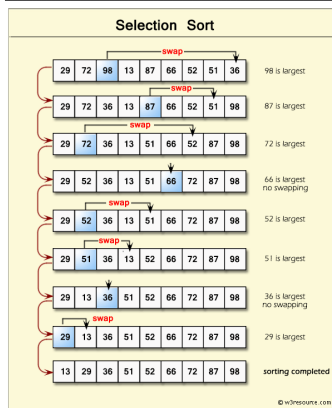 Selection Sort
swap
29 72 98 13 87 66 52 51 36
98 is largest
swap
29 72 36 13 87 66 52 51 98
87 is largest
swap
29 72 36 13 51 66 52 87 98
72 is largest
29 52 36 13 51 66 72 87 98
66 is largest
no swapping
swap
29 52 36 13 51 66 72 87 98
52 is largest
swap
29 51 36 13 52 66 72 87 98
51 is largest
29 13 36 51 52 66 72 87 98
36 is largest
no swapping
swap
29 13 36 51 52 66 72 87 98
29 is largest
13 29 36 51 52 66 72 87 98
sorting completed
© w3resource.com